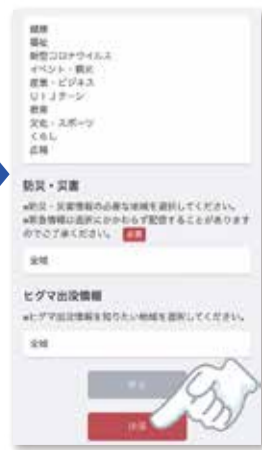 健康
福祉
新型コロナウイルス
イベント・観光
産業・ビジネス
UIJターン
教育
文化・スポーツ
くらし
広報
防災・災害
●防災・災害情報の必要な地域を選択してください。
●緊急情報は選択にかかわらず配信することがあります
のでご了承ください。 必須
全域
ヒグマ出没情報
●ヒグマ出没情報を知りたい地域を選択してください。
全域